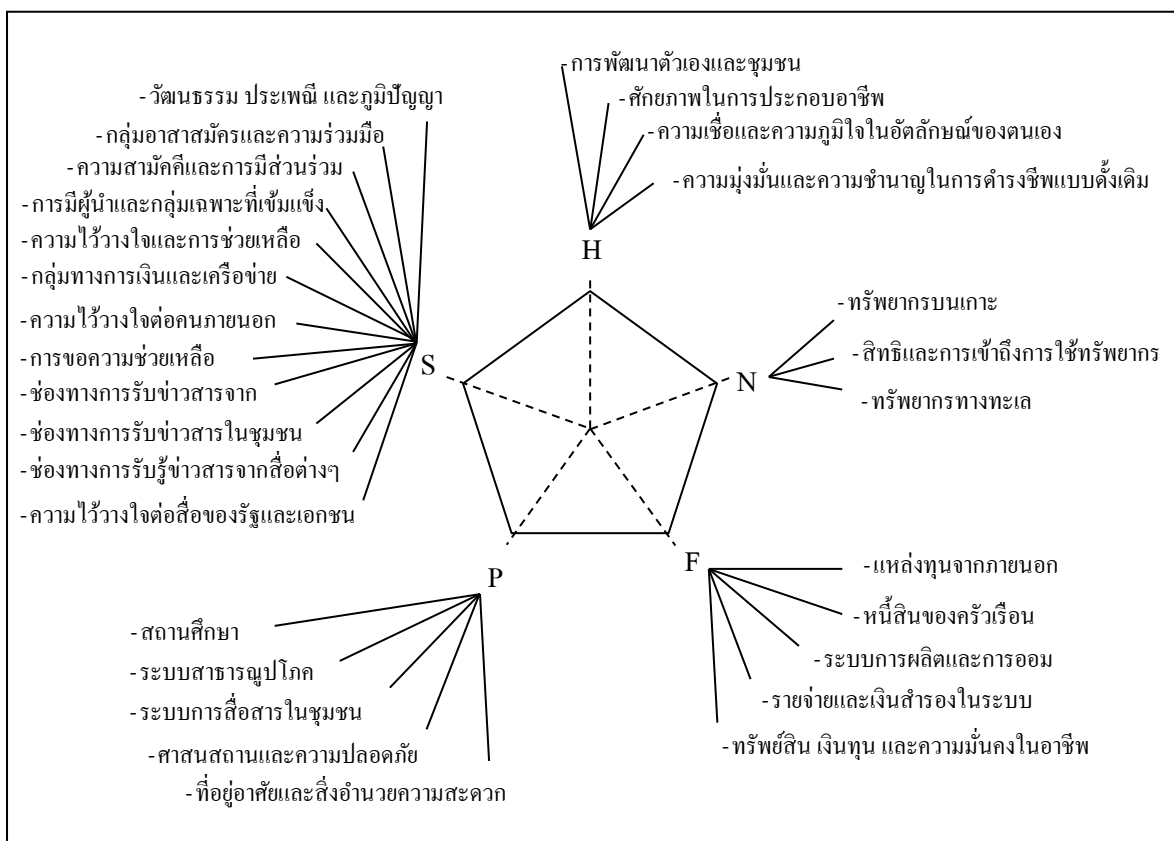 -การพัฒนาตัวเองและชุมชน
-ศักยภาพในการประกอบอาชีพ
-ความเชื่อและความภูมิใจในอัตลักษณ์ของตนเอง
-ความมุ่งมั่นและความชำนาญในการดำรงชีพแบบดั้งเดิม
H
-วัฒนธรรม ประเพณี และภูมิปัญญา
-กลุ่มอาสาสมัครและความร่วมมือ
-ความสามัคคีและการมีส่วนร่วม
-การมีผู้นำและกลุ่มเฉพาะที่เข้มแข็ง
-ความไว้วางใจและการช่วยเหลือ
-กลุ่มทางการเงินและเครือข่าย
-ความไว้วางใจต่อคนภายนอก
-การขอความช่วยเหลือ
-ช่องทางการรับข่าวสารจาก
-ช่องทางการรับข่าวสารในชุมชน
-ช่องทางการรับรู้ข่าวสารจากสื่อต่างๆ
-ความไว้วางใจต่อสื่อของรัฐและเอกชน
S
N
-ทรัพยากรบนเกาะ
-สิทธิและการเข้าถึงการใช้ทรัพยากร
-ทรัพยากรทางทะเล
P
-สถานศึกษา
-ระบบสาธารณูปโภค
-ระบบการสื่อสารในชุมชน
-ศาสนสถานและความปลอดภัย
-ที่อยู่อาศัยและสิ่งอำนวยความสะดวก
F
-แหล่งทุนจากภายนอก
-หนี้สินของครัวเรือน
-ระบบการผลิตและการออม
-รายจ่ายและเงินสำรองในระบบ
-ทรัพย์สิน เงินทุน และความมั่นคงในอาชีพ